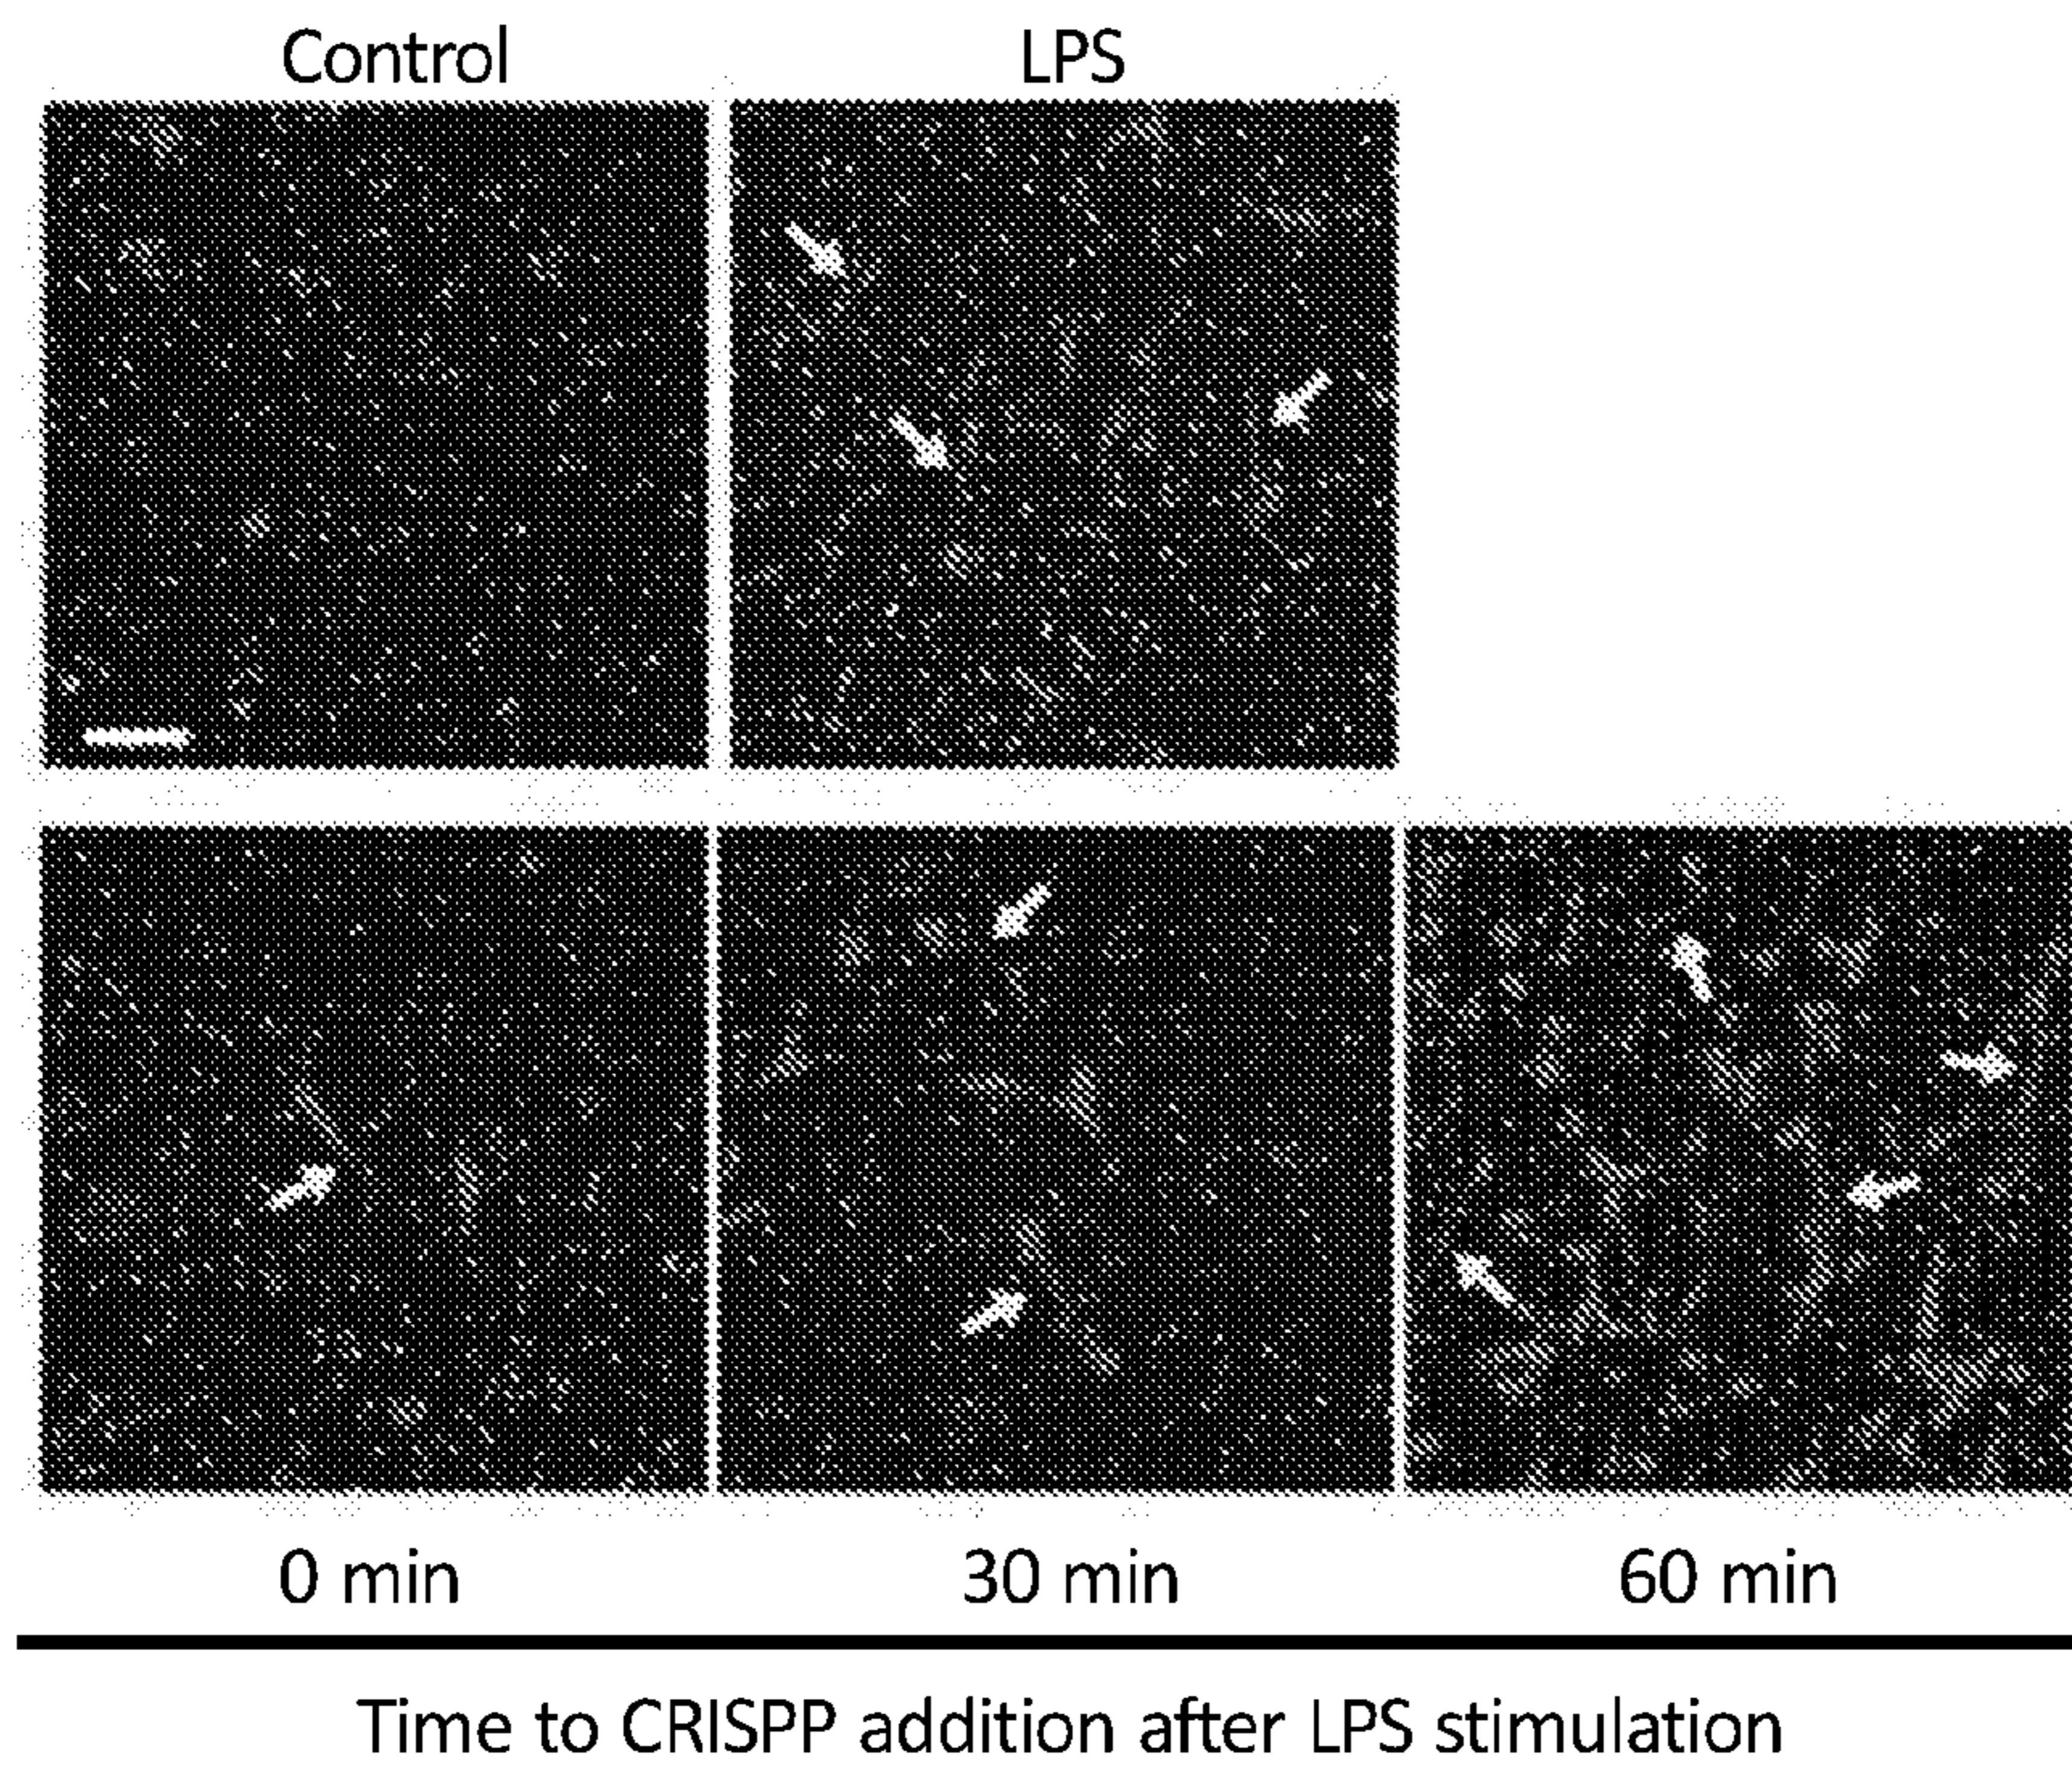 Control LPS
0 min 30 min 60 min
Time to CRISPP addition after LPS stimulation